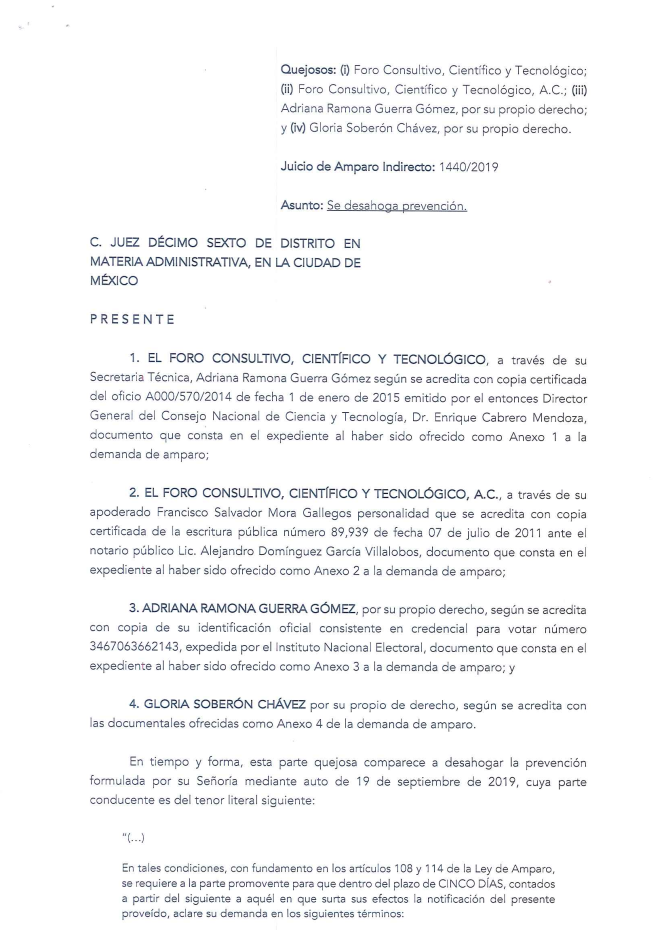 Quejosos: (i) Foro Consultivo, Científico y Tecnológico;
(ii) Foro Consultivo, Científico y Tecnológico, A.C.; (iii)
Adriana Ramona Guerra Gómez, por su propio derecho;
y (iv) Gloria Soberón Chávez, por su propio derecho.
Juicio de Amparo Indirecto: 1440/2019
Asunto: Se desahoga prevención.
C. JUEZ DÉCIMO SEXTO DE DISTRITO EN
MATERIA ADMINISTRATIVA, EN LA CIUDAD DE
MÉXICO
P R E S E N T E
1. EL FORO CONSULTIVO, CIENTÍFICO Y TECNOLÓGICO, a través de su
Secretaria Técnica, Adriana Ramona Guerra Gómez según se acredita con copia certificada
del oficio A000/570/2014 de fecha 1 de enero de 2015 emitido por el entonces Director
General del Consejo Nacional de Ciencia y Tecnología, Dr. Enrique Cabrero Mendoza,
documento que consta en el expediente al haber sido ofrecido como Anexo 1 a la
demanda de amparo;
2. EL FORO CONSULTIVO, CIENTÍFICO Y TECNOLÓGICO, A.C., a través de su
apoderado Francisco Salvador Mora Gallegos personalidad que se acredita con copia
certificada de la escritura pública número 89,939 de fecha 07 de julio de 2011 ante el
notario público Lic. Alejandro Domínguez García Villalobos, documento que consta en el
expediente al haber sido ofrecido como Anexo 2 a la demanda de amparo;
3. ADRIANA RAMONA GUERRA GÓMEZ, por su propio derecho, según se acredita
con copia de su identificación oficial consistente en credencial para votar número
3467063662143, expedida por el Instituto Nacional Electoral, documento que consta en el
expediente al haber sido ofrecido como Anexo 3 a la demanda de amparo; y
4. GLORIA SOBERÓN CHÁVEZ por su propio de derecho, según se acredita con
las documentales ofrecidas como Anexo 4 de la demanda de amparo.
En tiempo y forma, esta parte quejosa comparece a desahogar la prevención
formulada por su Señoría mediante auto de 19 de septiembre de 2019, cuya parte
conducente es del tenor literal siguiente:
"(...)
En tales condiciones, con fundamento en los artículos 108 y 114 de la Ley de Amparo,
se requiere a la parte promovente para que dentro del plazo de CINCO DÍAS, contados
a partir del siguiente a aquél en que surta sus efectos la notificación del presente
proveído, aclare su demanda en los siguientes términos: